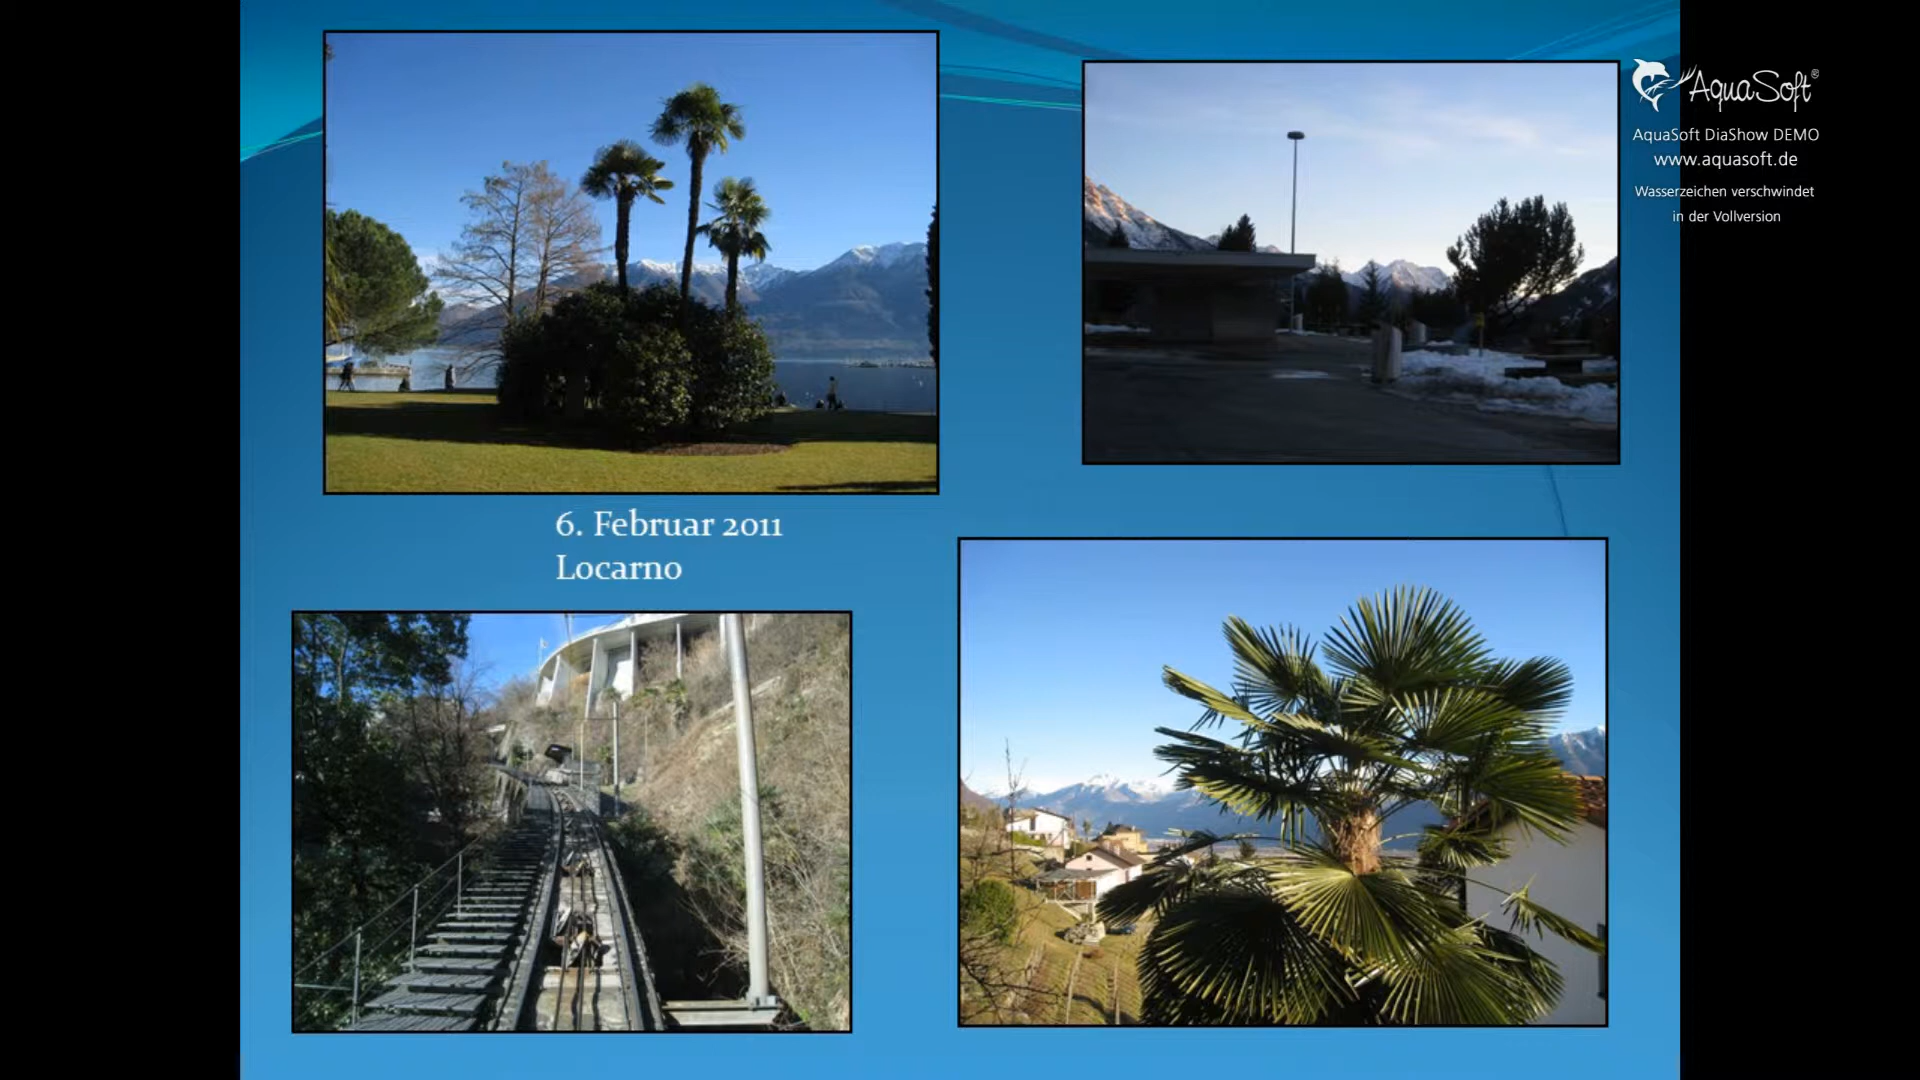 AquaSoft®
AquaSoft DiaShow DEMO
www.aquasoft.de
Wasserzeichen verschwindet
in der Vollversion
6. Februar 2011
Locarno